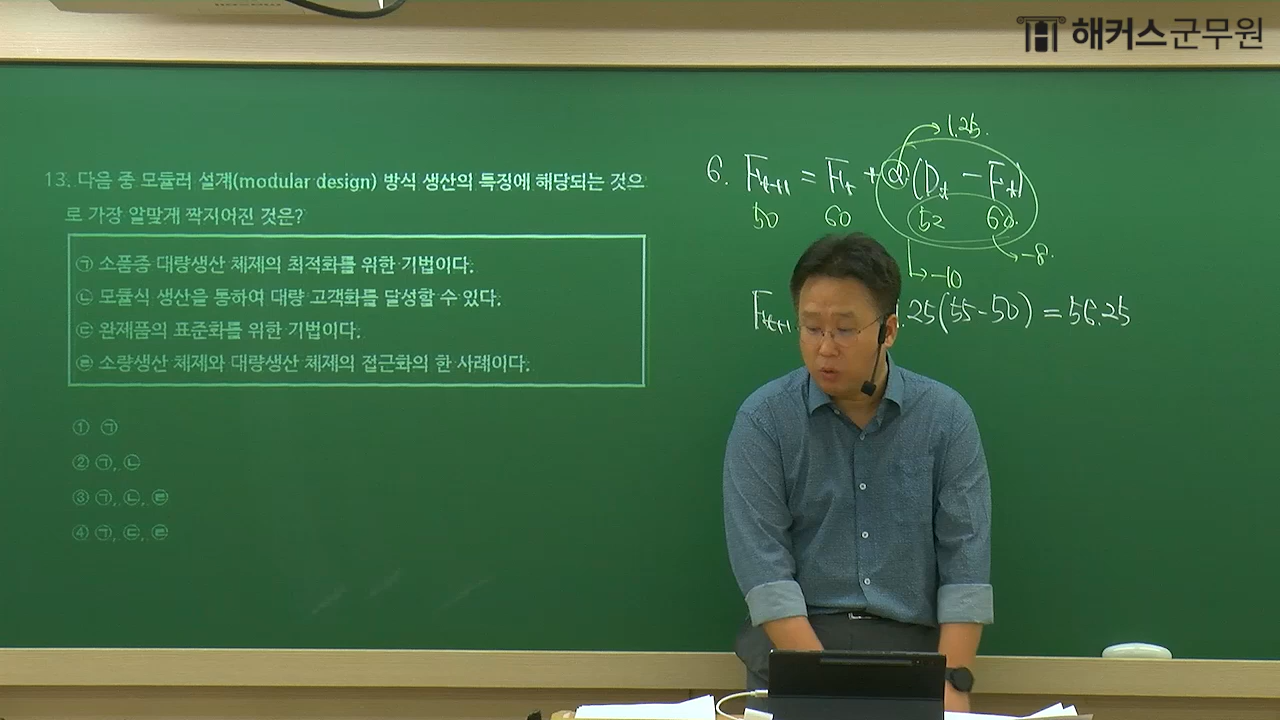 해커스군무원
13. 다음 중 모듈러 설계(modular design) 방식 생산의 특징에 해당되는 것으
로 가장 알맞게 짝지어진 것은?
㉠ 소품종 대량생산 체제의 최적화를 위한 기법이다.
㉡ 모듈식 생산을 통하여 대량 고객화를 달성할 수 있다.
㉢ 완제품의 표준화를 위한 기법이다.
㉣ 소량생산 체제와 대량생산 체제의 접근화의 한 사례이다.
① ㉠
② ㉠, ㉡
③ ㉠, ㉡, ㉣
④ ㉠, ㉢, ㉣
1.25.
6. Ft+1 = Ft + α(Dt - Ft)
50 60 52 60
-8.
-10
Ft+1 .25(55-50) = 56.25